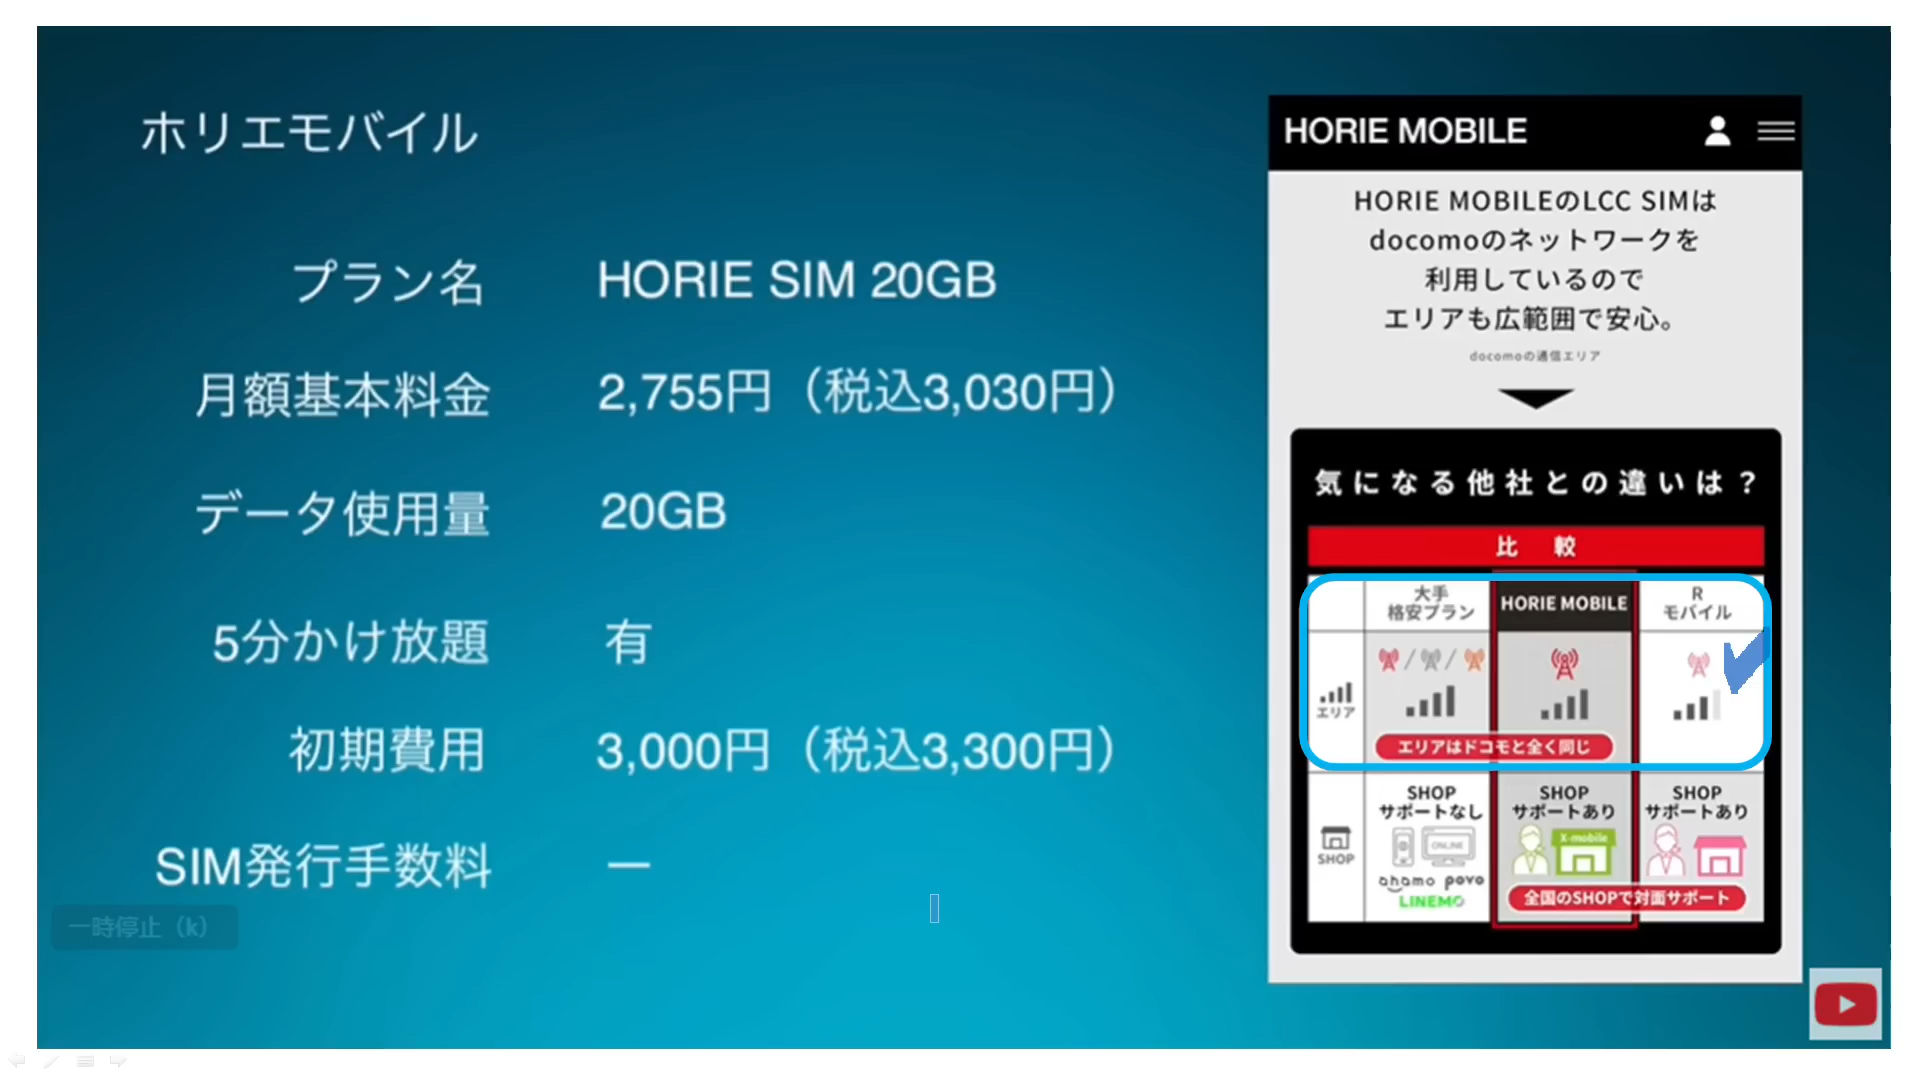 ホリエモバイル
プラン名 HORIE SIM 20GB
月額基本料金 2,755円（税込3,030円）
データ使用量 20GB
5分かけ放題 有
初期費用 3,000円（税込3,300円）
SIM発行手数料 —
一時停止（k）
HORIE MOBILE
HORIE MOBILEのLCC SIMは
docomoのネットワークを
利用しているので
エリアも広範囲で安心。
docomoの通信エリア
気になる他社との違いは？
比較
大手
格安プラン
HORIE MOBILE
R
モバイル
エリア
エリアはドコモと全く同じ
SHOP
SHOP
サポートなし
ONLINE
ahamo povo
LINEMO
SHOP
サポートあり
X-mobile
SHOP
サポートあり
全国のSHOPで対面サポート